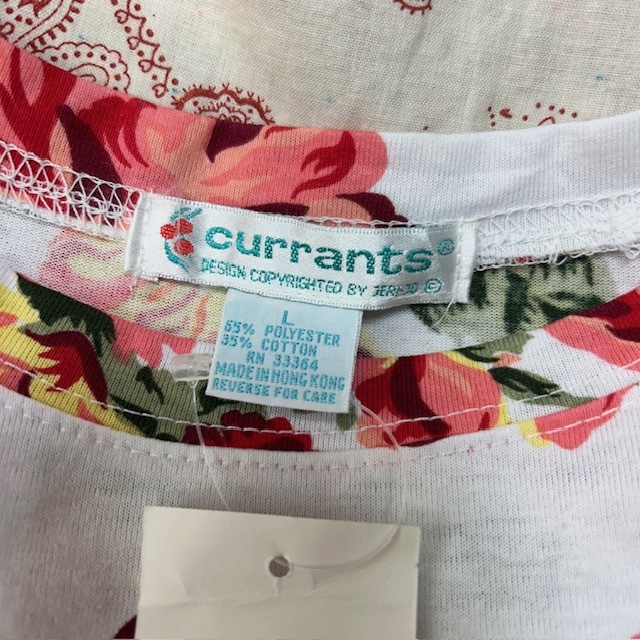 currants®
DESIGN COPYRIGHTED BY JERI-JO ©
L
65% POLYESTER
35% COTTON
RN 33364
MADE IN HONG KONG
REVERSE FOR CARE